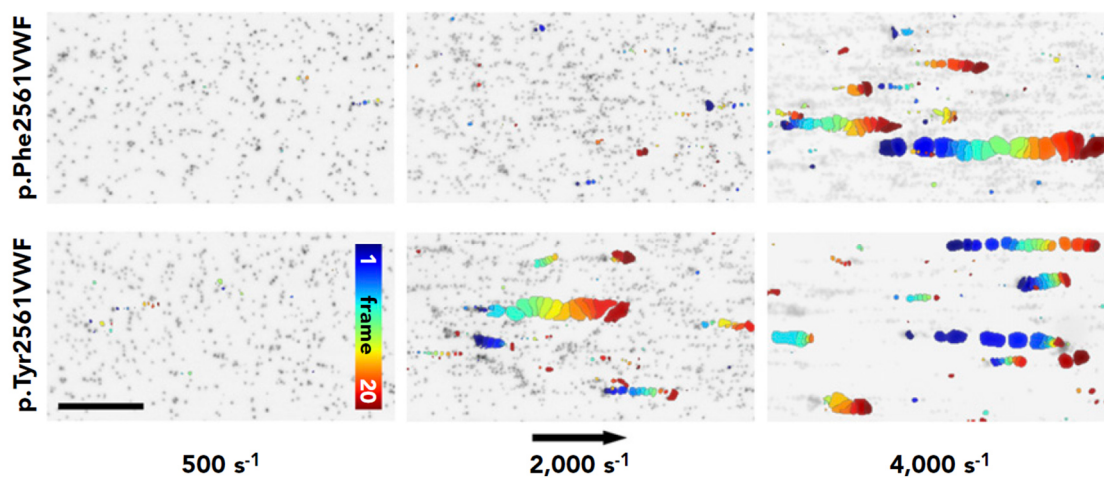 p.Phe2561VWF
p.Tyr2561VWF
1
frame
20
500 s⁻¹
2,000 s⁻¹
4,000 s⁻¹